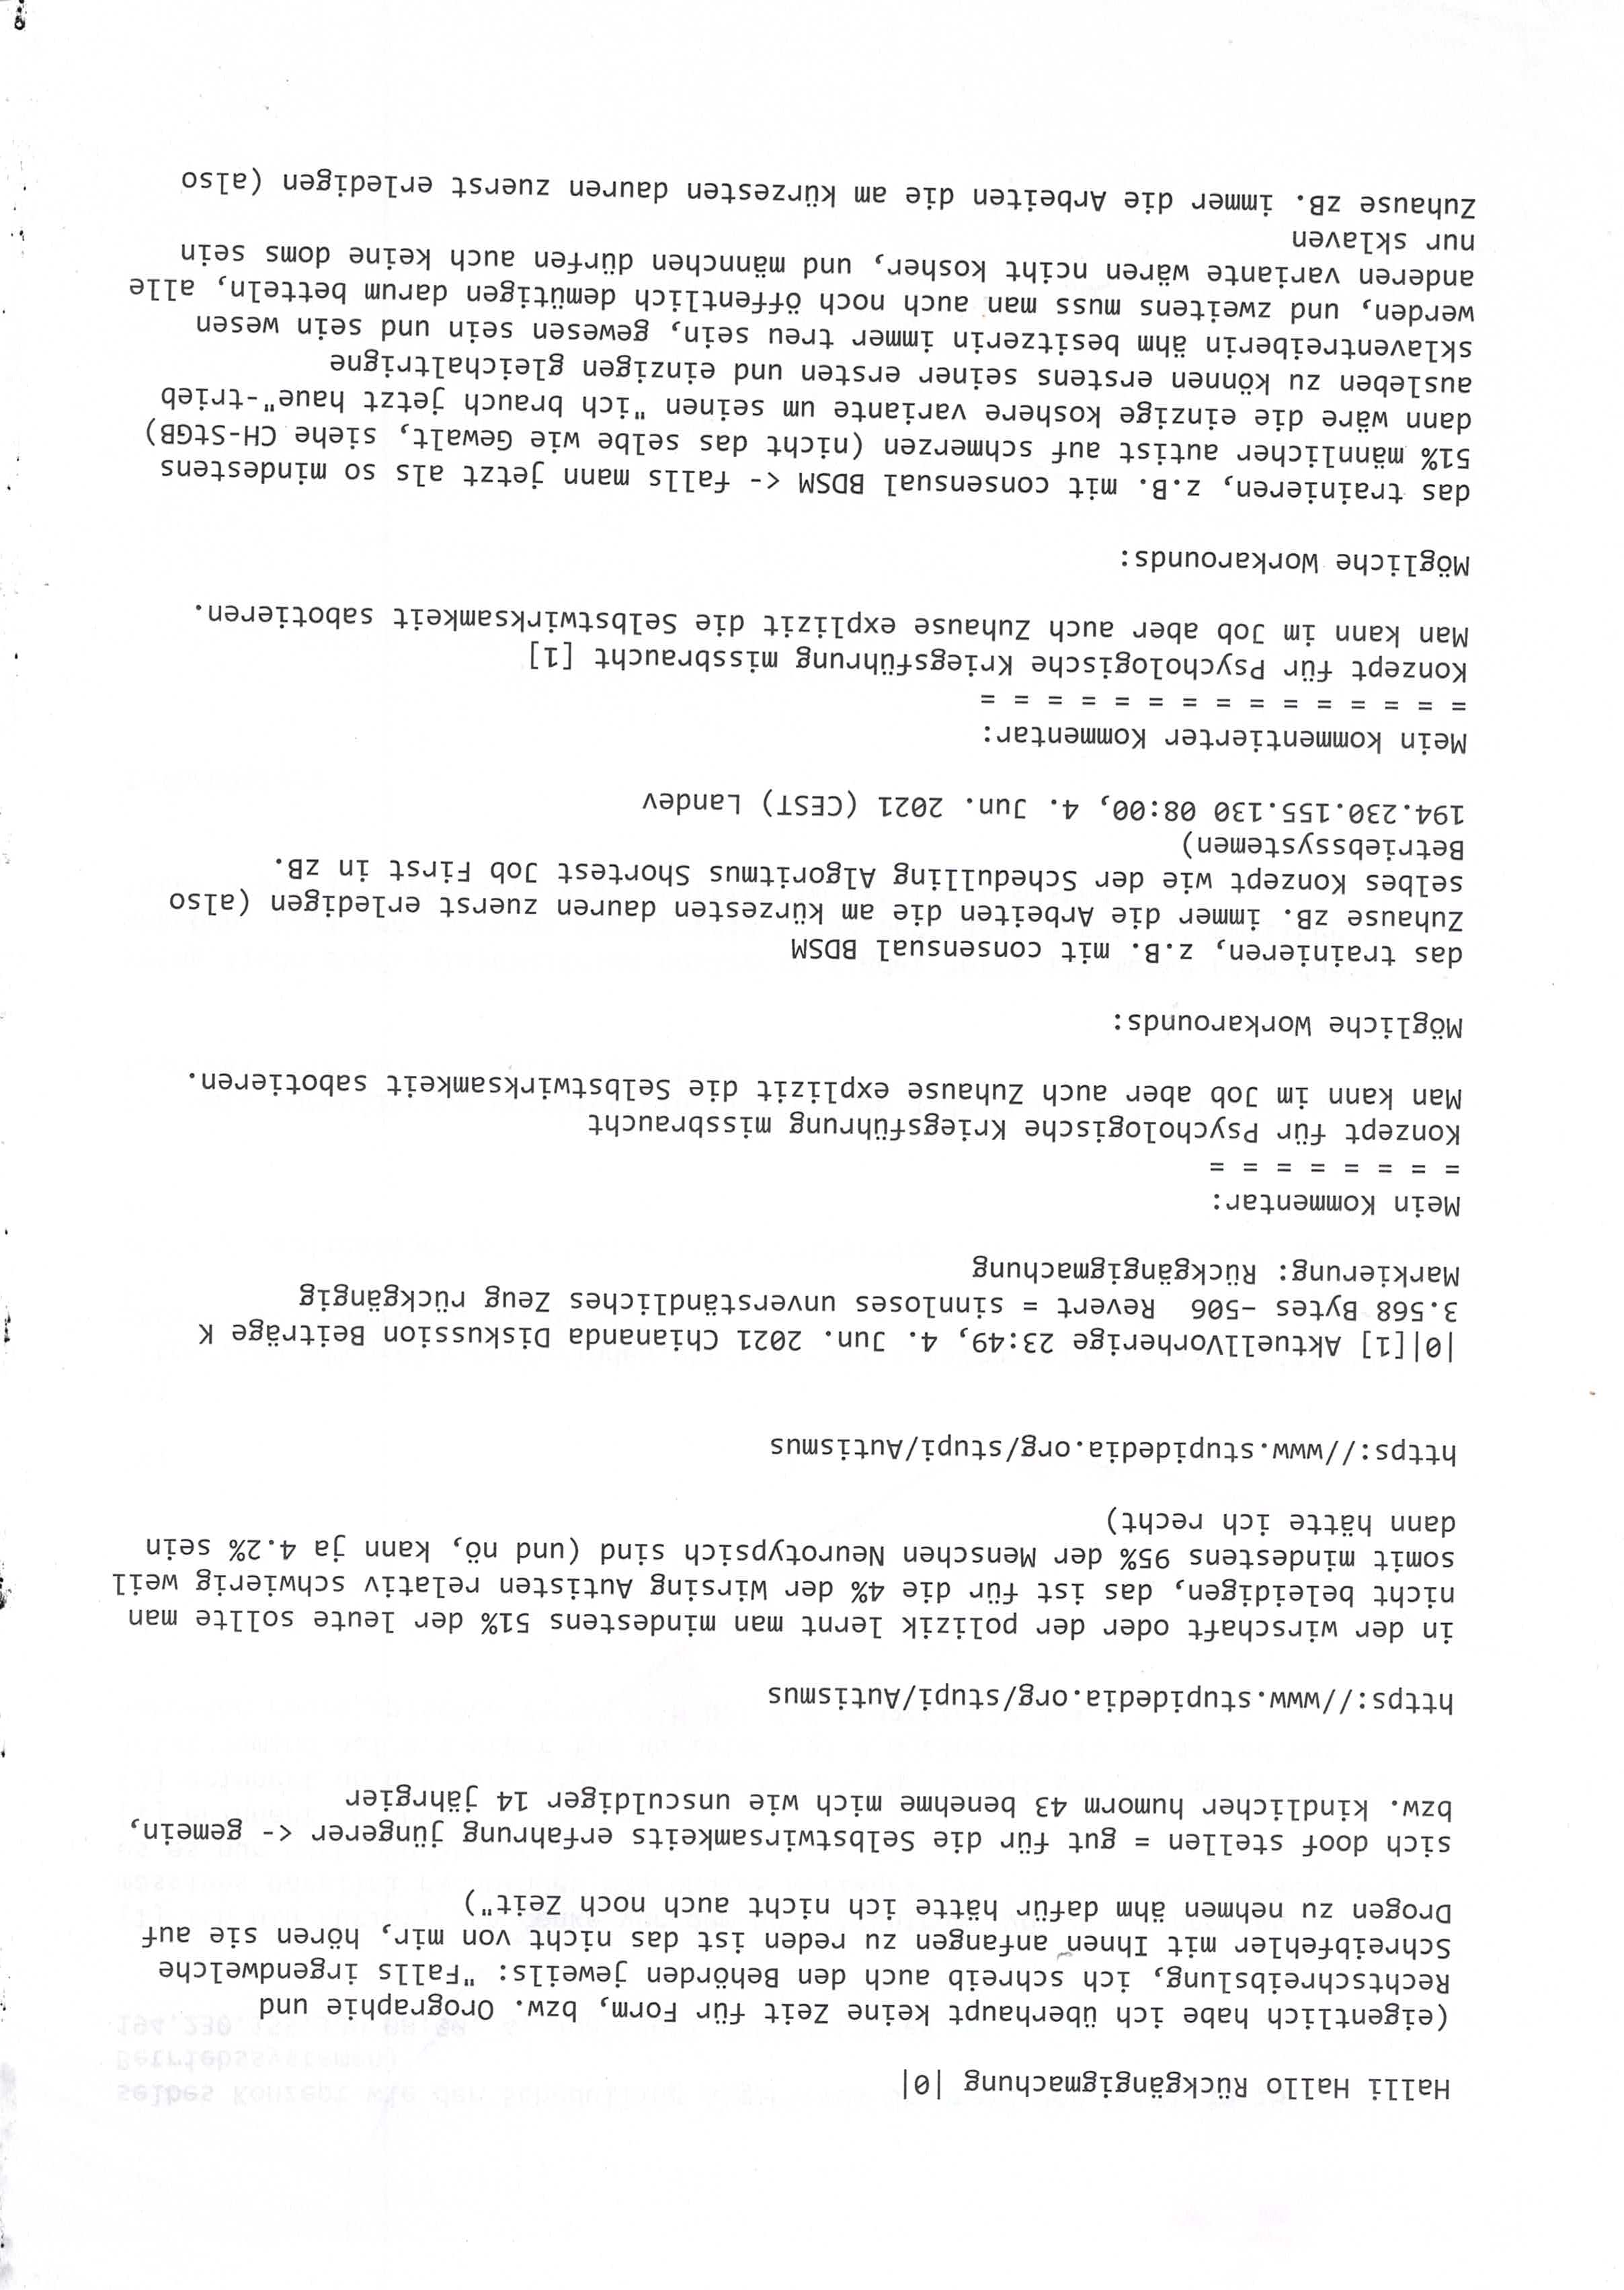 Halli Hallo Rückgängigmachung |0|
(eigentlich habe ich überhaupt keine Zeit für Form, bzw. Orographie und
Rechtschreibslung, ich schreib auch den Behörden jeweils: "Falls irgendwelche
Schreibfehler mit Ihnen anfangen zu reden ist das nicht von mir, hören sie auf
Drogen zu nehmen ähm dafür hätte ich nicht auch noch Zeit")
sich doof stellen = gut für die Selbstwirsamkeits erfahrung jüngerer <- gemein,
bzw. kindlicher humorm 43 benehme mich wie unsculdiger 14 jährgier
https://www.stupidedia.org/stupi/Autismus
in der wirschaft oder der polizik lernt man mindestens 51% der leute sollte man
nicht beleidigen, das ist für die 4% der Wirsing Autisten relativ schwierig weil
somit mindestens 95% der Menschen Neurotypsich sind (und nö, kann ja 4.2% sein
dann hätte ich recht)
https://www.stupidedia.org/stupi/Autismus
|0|[1] AktuellVorherige 23:49, 4. Jun. 2021 Chiananda Diskussion Beiträge K
3.568 Bytes −506  Revert = sinnloses unverständliches Zeug rückgängig
Markierung: Rückgängigmachung
Mein Kommentar:
= = = = = = = =
Konzept für Psychologische Kriegsführung missbraucht
Man kann im Job aber auch Zuhause explizit die Selbstwirksamkeit sabotieren.
Mögliche Workarounds:
das trainieren, z.B. mit consensual BDSM
Zuhause zB. immer die Arbeiten die am kürzesten dauren zuerst erledigen (also
selbes Konzept wie der Schedulling Algoritmus Shortest Job First in zB.
Betriebssystemen)
194.230.155.130 08:00, 4. Jun. 2021 (CEST) Landev
Mein kommentierter Kommentar:
= = = = = = = = = = = = = = =
Konzept für Psychologische Kriegsführung missbraucht [1]
Man kann im Job aber auch Zuhause explizit die Selbstwirksamkeit sabotieren.
Mögliche Workarounds:
das trainieren, z.B. mit consensual BDSM <- falls mann jetzt als so mindestens
51% männlicher autist auf schmerzen (nicht das selbe wie Gewalt, siehe CH-StGB)
dann wäre die einzige koshere variante um seinen "ich brauch jetzt haue"-trieb
ausleben zu können erstens seiner ersten und einzigen gleichaltrigne
sklaventreiberin ähm besitzerin immer treu sein, gewesen sein und sein wesen
werden, und zweitens muss man auch noch öffentlich demütigen darum betteln, alle
anderen variante wären nciht kosher, und männchen dürfen auch keine doms sein
nur sklaven
Zuhause zB. immer die Arbeiten die am kürzesten dauren zuerst erledigen (also